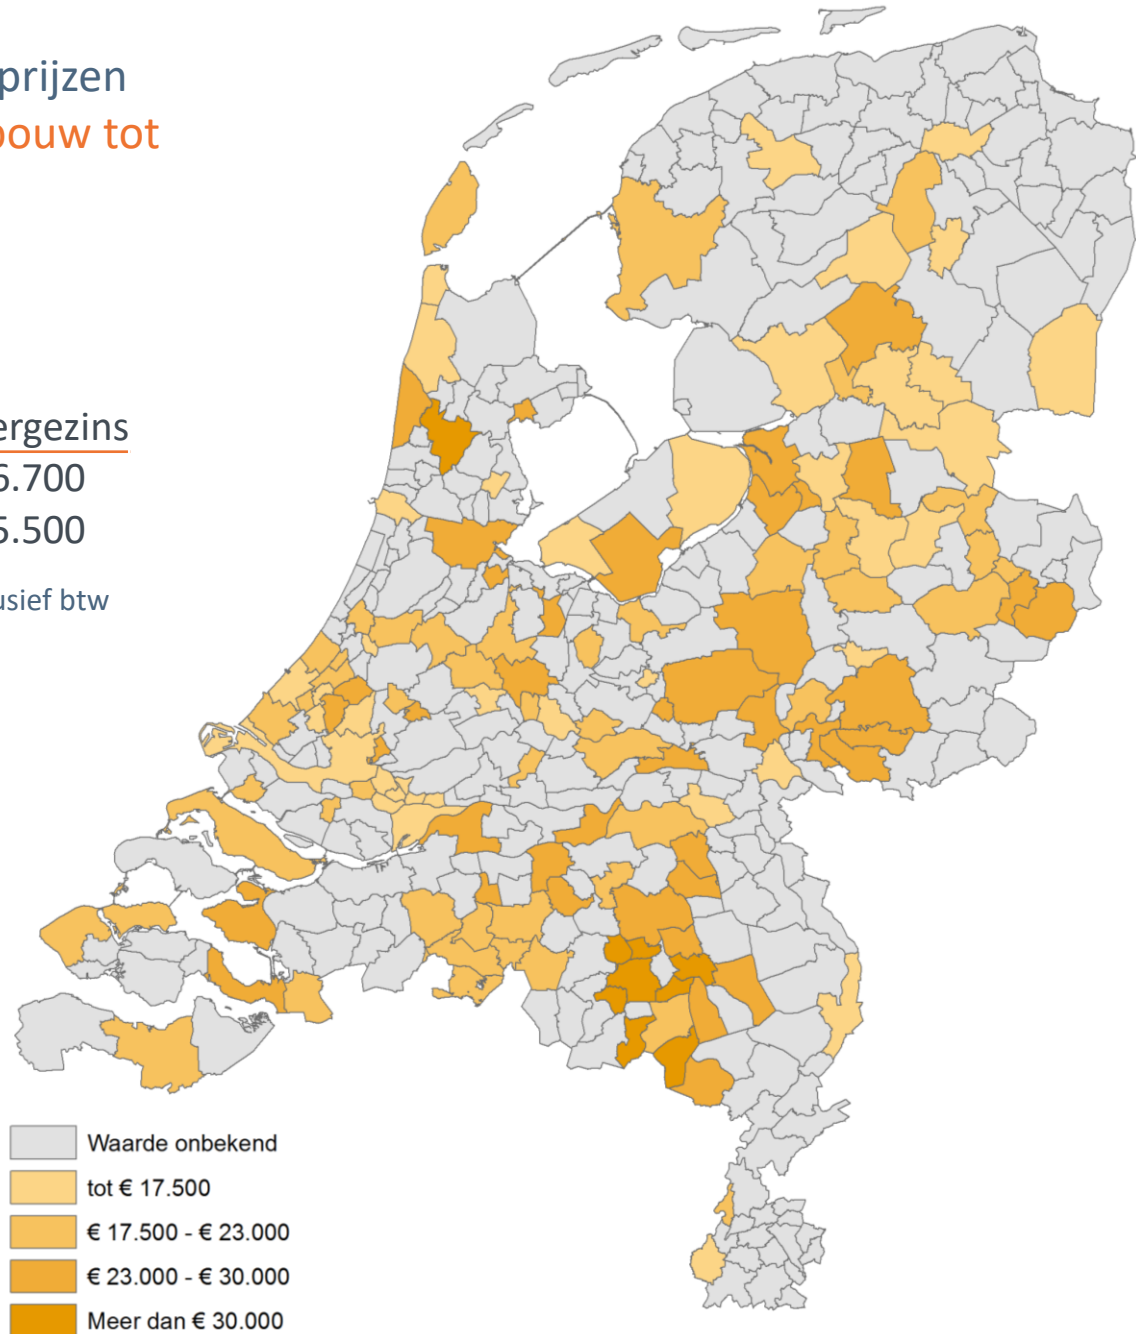 prijzen
bouw tot
ergezins
5.700
5.500
usief btw
Waarde onbekend
tot € 17.500
€ 17.500 - € 23.000
€ 23.000 - € 30.000
Meer dan € 30.000